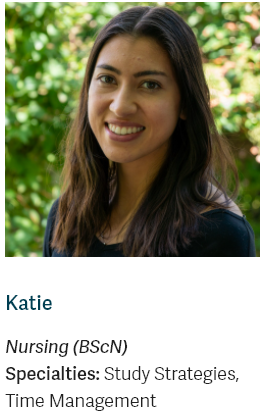 Katie
Nursing (BScN)
Specialties: Study Strategies,
Time Management